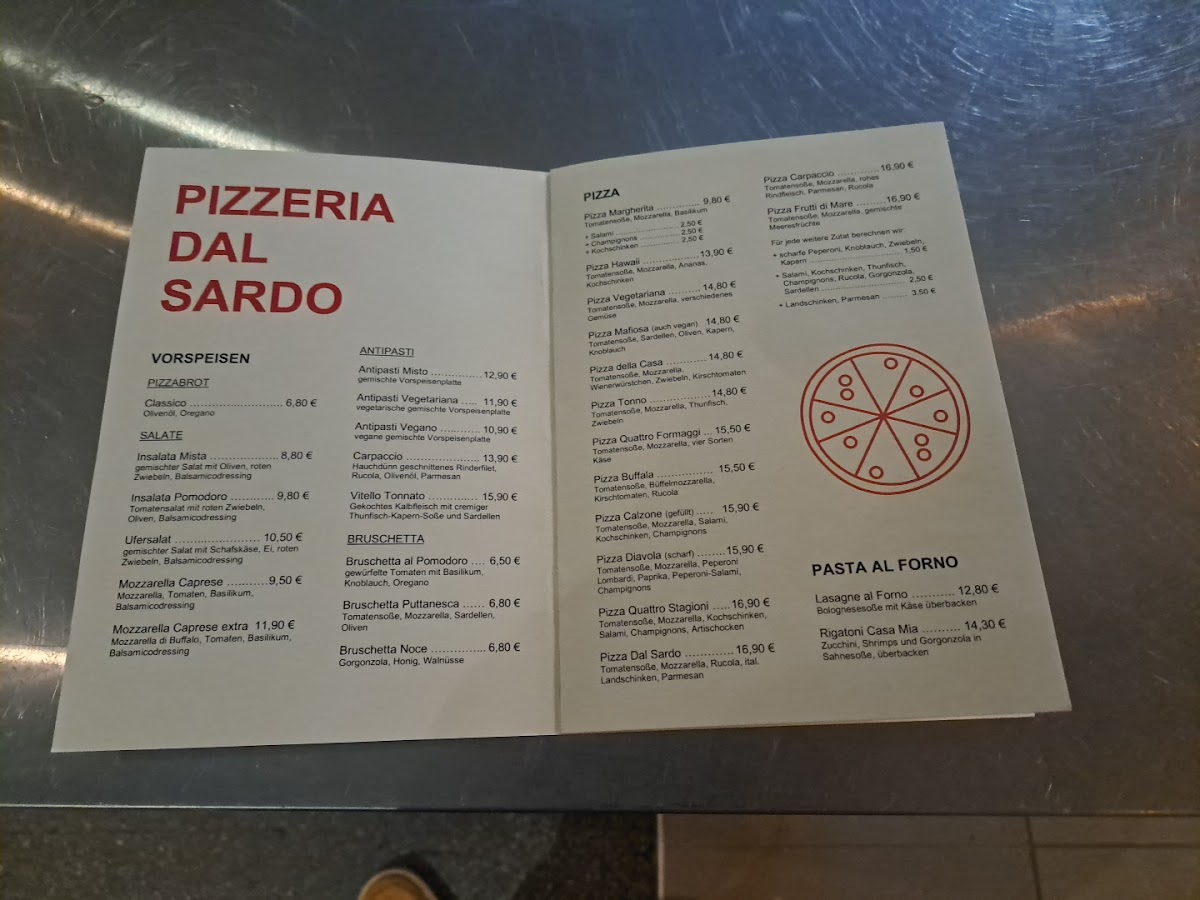 PIZZERIA
DAL
SARDO
VORSPEISEN
PIZZABROT
Classico ........................ 6,80 €
Olivenöl, Oregano
SALATE
Insalata Mista ................... 8,80 €
gemischter Salat mit Oliven, roten
Zwiebeln, Balsamicodressing
Insalata Pomodoro ............ 9,80 €
Tomatensalat mit roten Zwiebeln,
Oliven, Balsamicodressing
Ufersalat ........................ 10,50 €
gemischter Salat mit Schafskäse, Ei, roten
Zwiebeln, Balsamicodressing
Mozzarella Caprese ............9,50 €
Mozzarella, Tomaten, Basilikum,
Balsamicodressing
Mozzarella Caprese extra 11,90 €
Mozzarella di Buffalo, Tomaten, Basilikum,
Balsamicodressing
ANTIPASTI
Antipasti Misto ............... 12,90 €
gemischte Vorspeisenplatte
Antipasti Vegetariana ..... 11,90 €
vegetarische gemischte Vorspeisenplatte
Antipasti Vegano ............ 10,90 €
vegane gemischte Vorspeisenplatte
Carpaccio ..................... 13,90 €
Hauchdünn geschnittenes Rinderfilet,
Rucola, Olivenöl, Parmesan
Vitello Tonnato .............. 15,90 €
Gekochtes Kalbfleisch mit cremiger
Thunfisch-Kapern-Soße und Sardellen
BRUSCHETTA
Bruschetta al Pomodoro .... 6,50 €
gewürfelte Tomaten mit Basilikum,
Knoblauch, Oregano
Bruschetta Puttanesca ...... 6,80 €
Tomatensoße, Mozzarella, Sardellen,
Oliven
Bruschetta Noce ............... 6,80 €
Gorgonzola, Honig, Walnüsse
PIZZA
Pizza Margherita .............. 9,80 €
Tomatensoße, Mozzarella, Basilikum
+ Salami ........................ 2,50 €
+ Champignons ............... 2,50 €
+ Kochschinken ............... 2,50 €
Pizza Hawaii .................. 13,90 €
Tomatensoße, Mozzarella, Ananas,
Kochschinken
Pizza Vegetariana .......... 14,80 €
Tomatensoße, Mozzarella, verschiedenes
Gemüse
Pizza Mafiosa (auch vegan) . 14,80 €
Tomatensoße, Sardellen, Oliven, Kapern,
Knoblauch
Pizza della Casa ............. 14,80 €
Tomatensoße, Mozzarella,
Wienerwürstchen, Zwiebeln, Kirschtomaten
Pizza Tonno ................... 14,80 €
Tomatensoße, Mozzarella, Thunfisch,
Zwiebeln
Pizza Quattro Formaggi ... 15,50 €
Tomatensoße, Mozzarella, vier Sorten
Käse
Pizza Buffala ................. 15,50 €
Tomatensoße, Büffelmozzarella,
Kirschtomaten, Rucola
Pizza Calzone (gefüllt) ..... 15,90 €
Tomatensoße, Mozzarella, Salami,
Kochschinken, Champignons
Pizza Diavola (scharf) ........ 15,90 €
Tomatensoße, Mozzarella, Peperoni
Lombardi, Paprika, Peperoni-Salami,
Champignons
Pizza Quattro Stagioni ..... 16,90 €
Tomatensoße, Mozzarella, Kochschinken,
Salami, Champignons, Artischocken
Pizza Dal Sardo .............. 16,90 €
Tomatensoße, Mozzarella, Rucola, ital.
Landschinken, Parmesan
Pizza Carpaccio ............. 16,90 €
Tomatensoße, Mozzarella, rohes
Rindfleisch, Parmesan, Rucola
Pizza Frutti di Mare ......... 16,90 €
Tomatensoße, Mozzarella, gemischte
Meeresfrüchte
Für jede weitere Zutat berechnen wir:
+ scharfe Peperoni, Knoblauch, Zwiebeln,
Kapern ................................ 1,50 €
+ Salami, Kochschinken, Thunfisch,
Champignons, Rucola, Gorgonzola,
Sardellen ............................ 2,50 €
+ Landschinken, Parmesan ......... 3,50 €
PASTA AL FORNO
Lasagne al Forno ........... 12,80 €
Bolognesesoße mit Käse überbacken
Rigatoni Casa Mia .......... 14,30 €
Zucchini, Shrimps und Gorgonzola in
Sahnesoße, überbacken